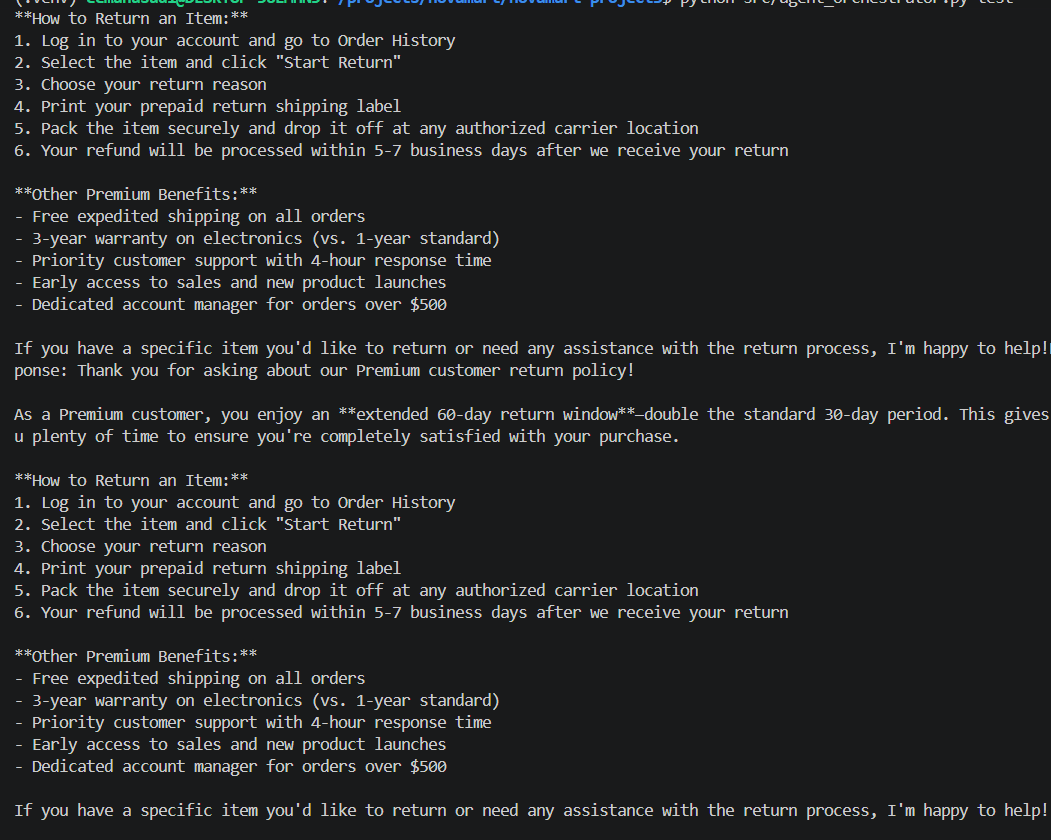 **How to Return an Item:**
1. Log in to your account and go to Order History
2. Select the item and click "Start Return"
3. Choose your return reason
4. Print your prepaid return shipping label
5. Pack the item securely and drop it off at any authorized carrier location
6. Your refund will be processed within 5-7 business days after we receive your return
**Other Premium Benefits:**
- Free expedited shipping on all orders
- 3-year warranty on electronics (vs. 1-year standard)
- Priority customer support with 4-hour response time
- Early access to sales and new product launches
- Dedicated account manager for orders over $500
If you have a specific item you'd like to return or need any assistance with the return process, I'm happy to help!
ponse: Thank you for asking about our Premium customer return policy!
As a Premium customer, you enjoy an **extended 60-day return window**—double the standard 30-day period. This gives
u plenty of time to ensure you're completely satisfied with your purchase.
**How to Return an Item:**
1. Log in to your account and go to Order History
2. Select the item and click "Start Return"
3. Choose your return reason
4. Print your prepaid return shipping label
5. Pack the item securely and drop it off at any authorized carrier location
6. Your refund will be processed within 5-7 business days after we receive your return
**Other Premium Benefits:**
- Free expedited shipping on all orders
- 3-year warranty on electronics (vs. 1-year standard)
- Priority customer support with 4-hour response time
- Early access to sales and new product launches
- Dedicated account manager for orders over $500
If you have a specific item you'd like to return or need any assistance with the return process, I'm happy to help!